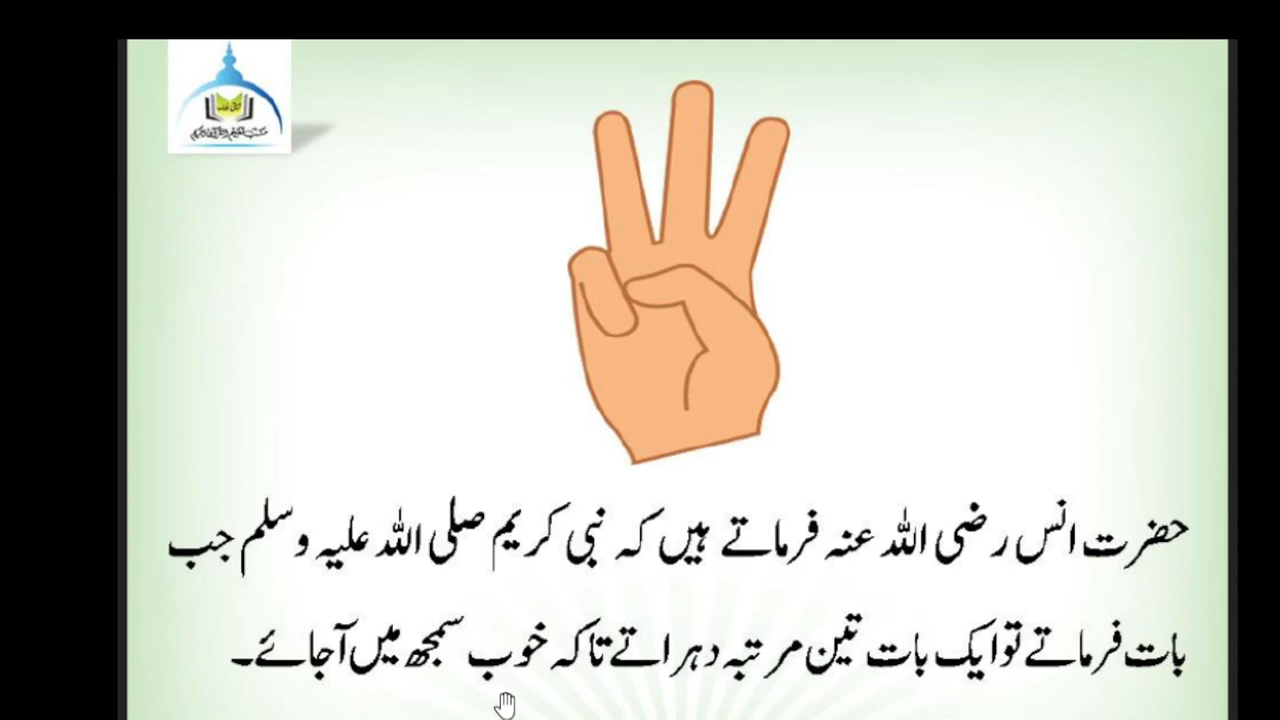 حضرت انس رضی اللہ عنہ فرماتے ہیں کہ نبی کریم صلی اللہ علیہ وسلم جب
بات فرماتے تو ایک بات تین مرتبہ دہراتے تاکہ خوب سمجھ میں آجائے۔